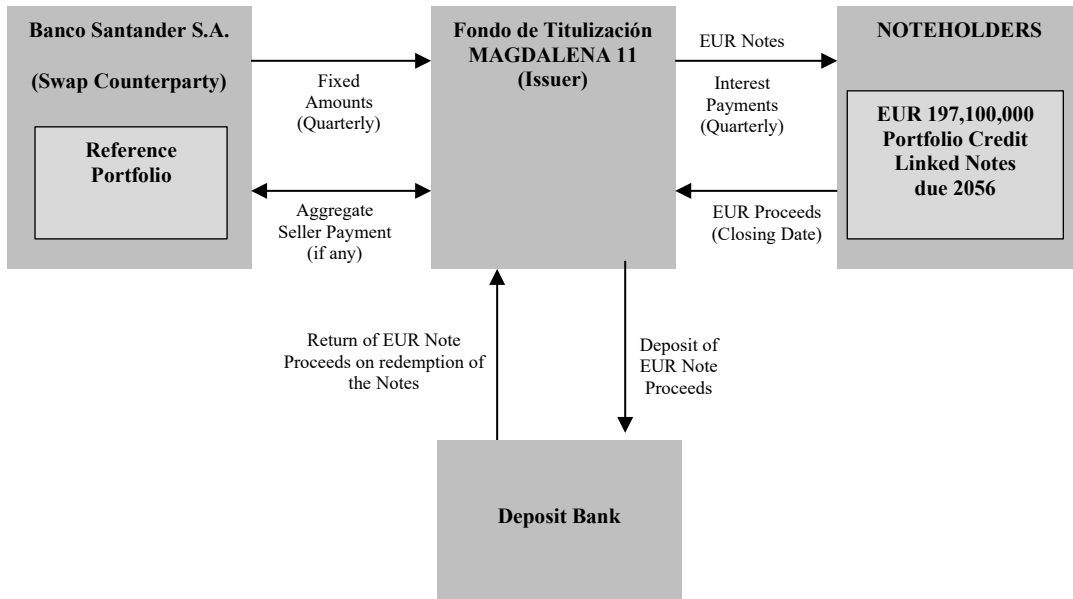 Banco Santander S.A.
(Swap Counterparty)
Reference
Portfolio
Fixed
Amounts
(Quarterly)
Aggregate
Seller Payment
(if any)
Fondo de Titulización
MAGDALENA 11
(Issuer)
EUR Notes
Interest
Payments
(Quarterly)
EUR Proceeds
(Closing Date)
NOTEHOLDERS
EUR 197,100,000
Portfolio Credit
Linked Notes
due 2056
Return of EUR Note
Proceeds on redemption of
the Notes
Deposit of
EUR Note
Proceeds
Deposit Bank